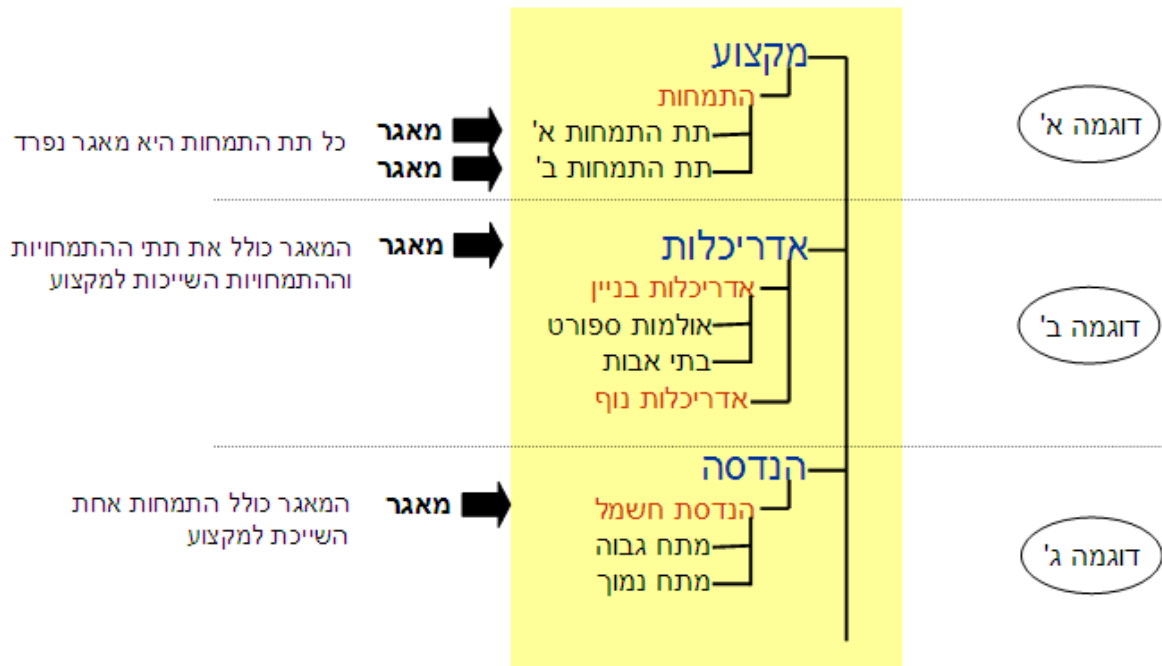 דוגמה א'
מקצוע
התמחות
תת התמחות א'
תת התמחות ב'
מאגר
מאגר
כל תת התמחות היא מאגר נפרד
דוגמה ב'
אדריכלות
אדריכלות בניין
אולמות ספורט
בתי אבות
אדריכלות נוף
מאגר
המאגר כולל את תתי ההתמחויות
וההתמחויות השייכות למקצוע
דוגמה ג'
הנדסה
הנדסת חשמל
מתח גבוה
מתח נמוך
מאגר
המאגר כולל התמחות אחת
השייכת למקצוע